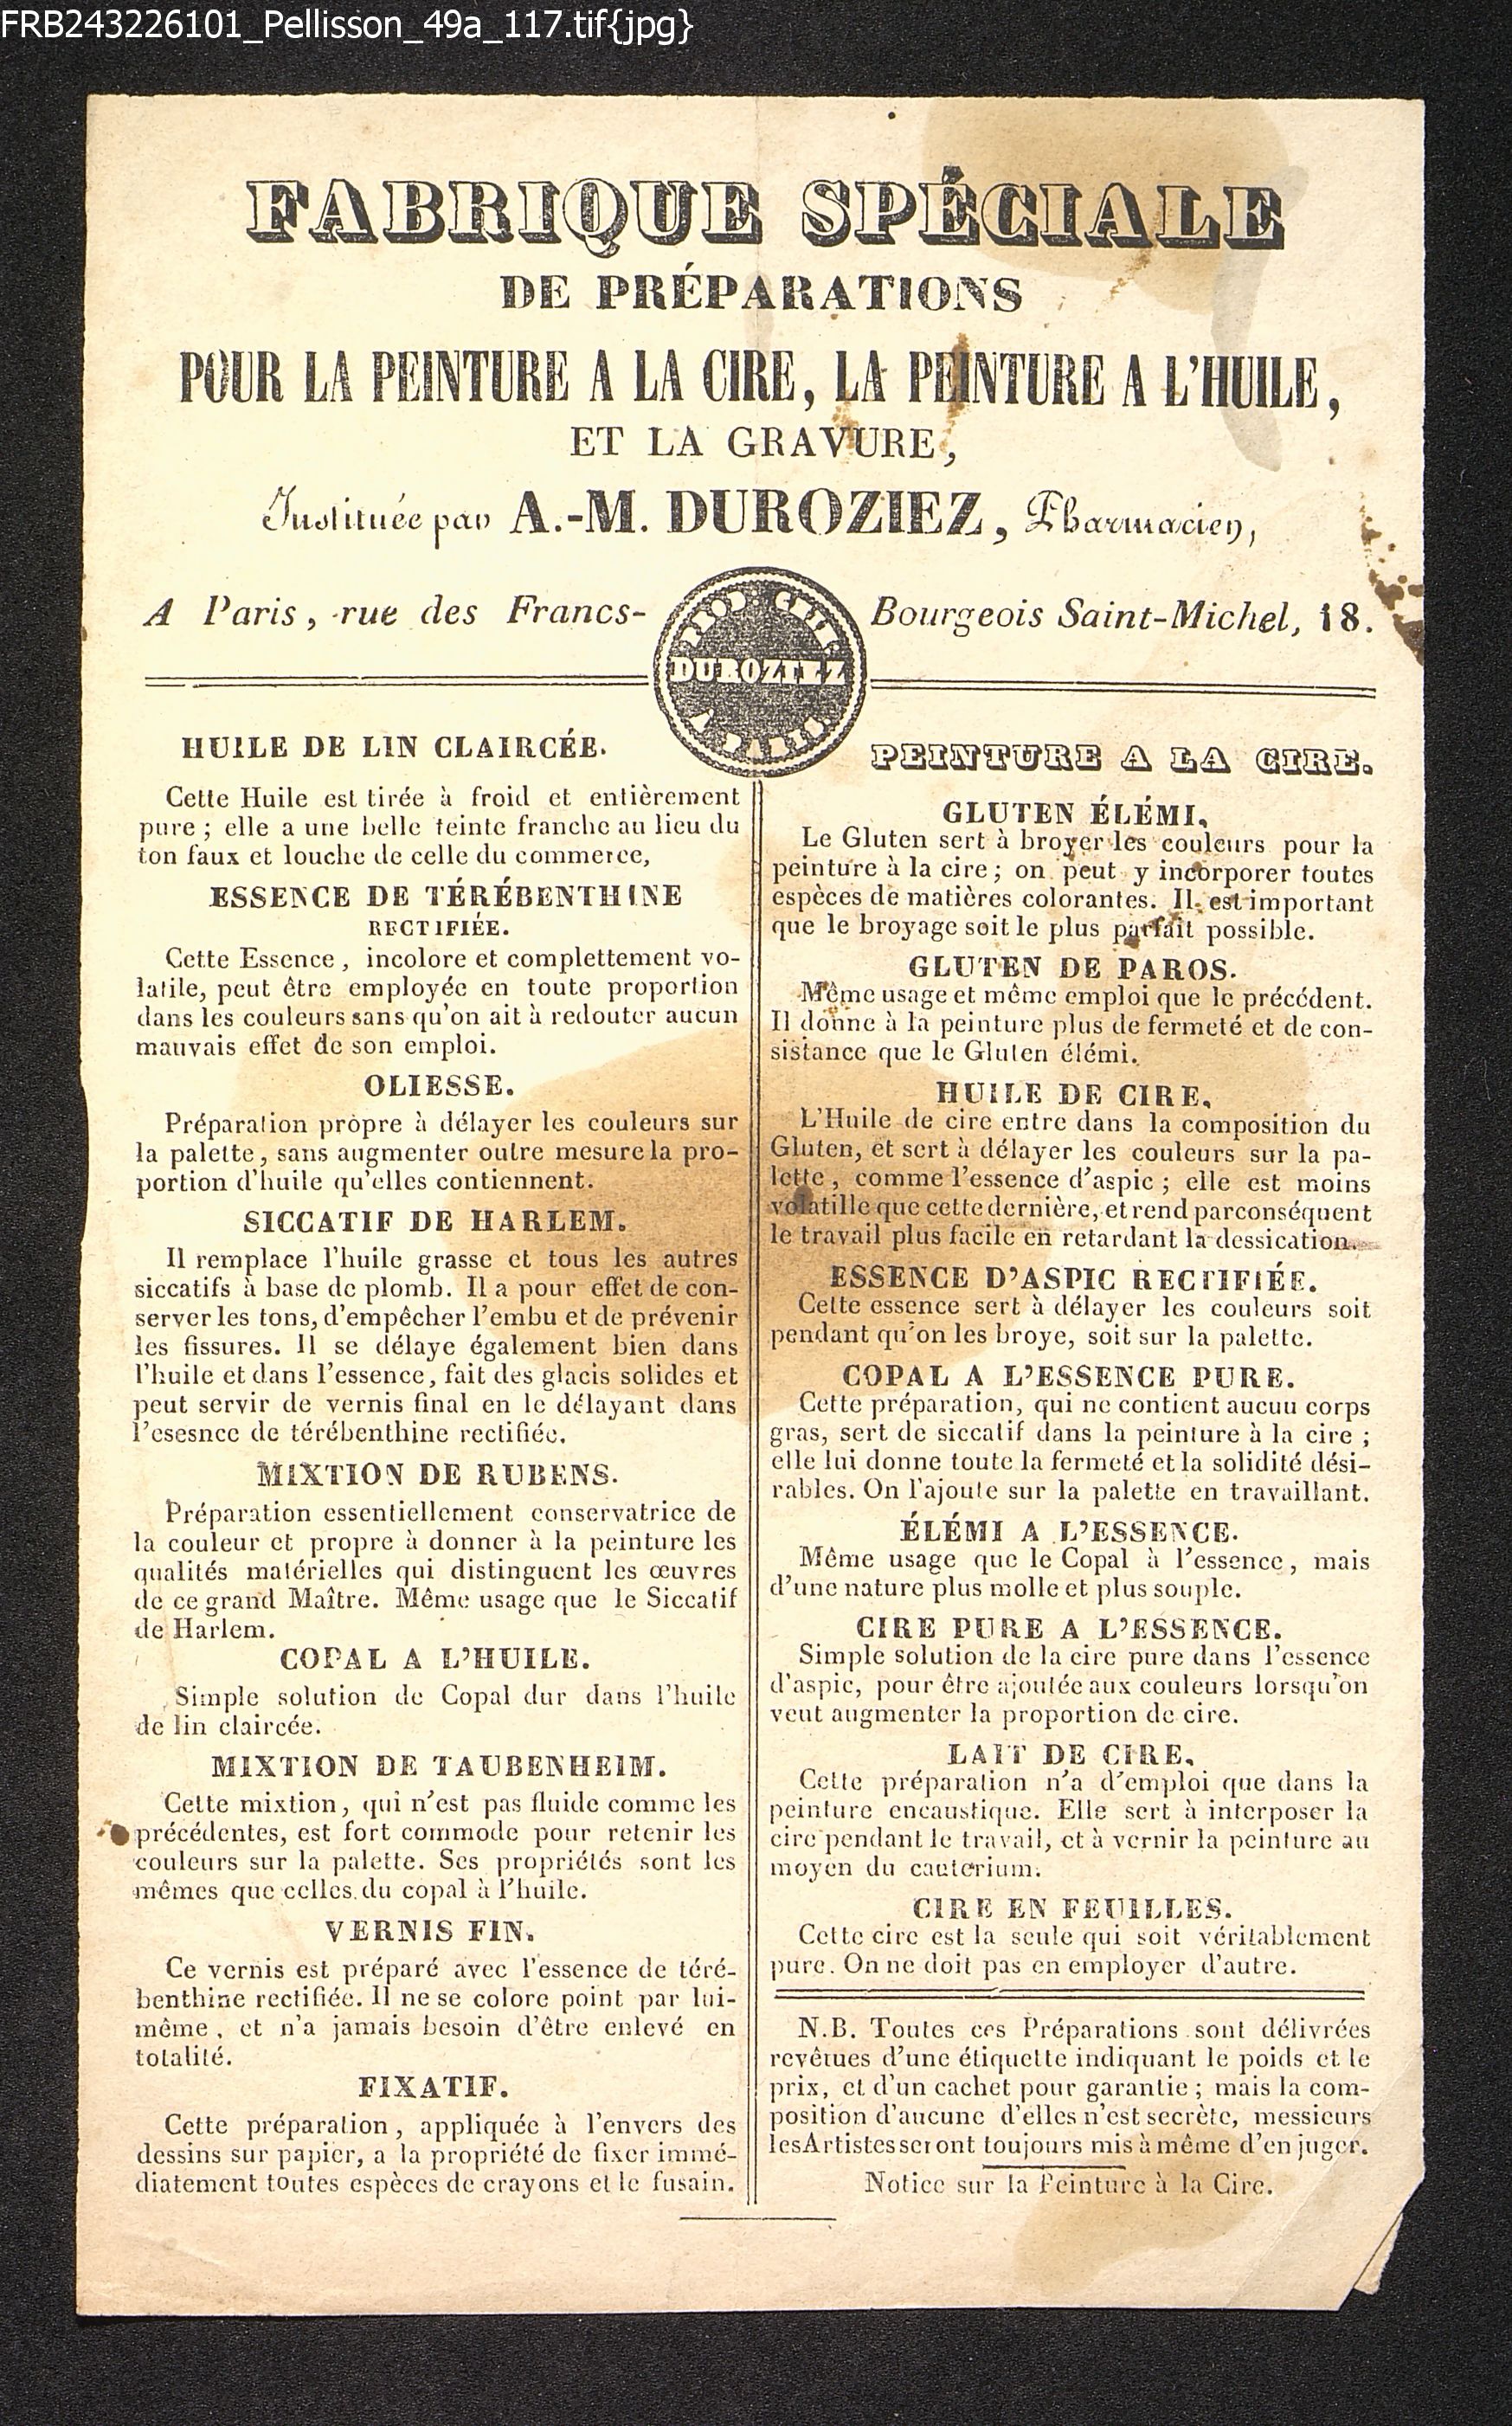 FRB243226101_Pellisson_49a_117.tif{jpg}
FABRIQUE SPÉCIALE
DE PRÉPARATIONS
POUR LA PEINTURE A LA CIRE, LA PEINTURE A L'HUILE,
ET LA GRAVURE,
Instituée par A.-M. DUROZIEZ, Pharmacien,
A Paris, rue des Francs-Bourgeois Saint-Michel, 18.
PROD. CHIM.
DUROZIEZ
A PARIS
HUILE DE LIN CLAIRCÉE.
Cette Huile est tirée à froid et entièrement
pure ; elle a une belle teinte franche au lieu du
ton faux et louche de celle du commerce,
ESSENCE DE TÉRÉBENTHINE
RECTIFIÉE.
Cette Essence, incolore et complettement vo-
latile, peut être employée en toute proportion
dans les couleurs sans qu'on ait à redouter aucun
mauvais effet de son emploi.
OLIESSE.
Préparation propre à délayer les couleurs sur
la palette, sans augmenter outre mesure la pro-
portion d'huile qu'elles contiennent.
SICCATIF DE HARLEM.
Il remplace l'huile grasse et tous les autres
siccatifs à base de plomb. Il a pour effet de con-
server les tons, d'empêcher l'embu et de prévenir
les fissures. Il se délaye également bien dans
l'huile et dans l'essence, fait des glacis solides et
peut servir de vernis final en le délayant dans
l'esesnce de térébenthine rectifiée.
MIXTION DE RUBENS.
Préparation essentiellement conservatrice de
la couleur et propre à donner à la peinture les
qualités matérielles qui distinguent les œuvres
de ce grand Maître. Même usage que le Siccatif
de Harlem.
COPAL A L'HUILE.
Simple solution de Copal dur dans l'huile
de lin claircée.
MIXTION DE TAUBENHEIM.
Cette mixtion, qui n'est pas fluide comme les
précédentes, est fort commode pour retenir les
couleurs sur la palette. Ses propriétés sont les
mêmes que celles du copal à l'huile.
VERNIS FIN.
Ce vernis est préparé avec l'essence de téré-
benthine rectifiée. Il ne se colore point par lui-
même, et n'a jamais besoin d'être enlevé en
totalité.
FIXATIF.
Cette préparation, appliquée à l'envers des
dessins sur papier, a la propriété de fixer immé-
diatement toutes espèces de crayons et le fusain.
PEINTURE A LA CIRE.
GLUTEN ÉLÉMI,
Le Gluten sert à broyer les couleurs pour la
peinture à la cire ; on peut y incorporer toutes
espèces de matières colorantes. Il est important
que le broyage soit le plus parfait possible.
GLUTEN DE PAROS.
Même usage et même emploi que le précédent.
Il donne à la peinture plus de fermeté et de con-
sistance que le Gluten élémi.
HUILE DE CIRE,
L'Huile de cire entre dans la composition du
Gluten, et sert à délayer les couleurs sur la pa-
lette, comme l'essence d'aspic ; elle est moins
volatille que cette dernière, et rend parconséquent
le travail plus facile en retardant la dessication.
ESSENCE D'ASPIC RECTIFIÉE.
Cette essence sert à délayer les couleurs soit
pendant qu'on les broye, soit sur la palette.
COPAL A L'ESSENCE PURE.
Cette préparation, qui ne contient aucun corps
gras, sert de siccatif dans la peinture à la cire ;
elle lui donne toute la fermeté et la solidité dési-
rables. On l'ajoute sur la palette en travaillant.
ÉLÉMI A L'ESSENCE.
Même usage que le Copal à l'essence, mais
d'une nature plus molle et plus souple.
CIRE PURE A L'ESSENCE.
Simple solution de la cire pure dans l'essence
d'aspic, pour être ajoutée aux couleurs lorsqu'on
veut augmenter la proportion de cire.
LAIT DE CIRE,
Cette préparation n'a d'emploi que dans la
peinture encaustique. Elle sert à interposer la
cire pendant le travail, et à vernir la peinture au
moyen du cauterium.
CIRE EN FEUILLES.
Cette cire est la seule qui soit véritablement
pure. On ne doit pas en employer d'autre.
N.B. Toutes ces Préparations sont délivrées
revêtues d'une étiquette indiquant le poids et le
prix, et d'un cachet pour garantie ; mais la com-
position d'aucune d'elles n'est secrète, messieurs
les Artistes seront toujours mis à même d'en juger.
Notice sur la Peinture à la Cire.